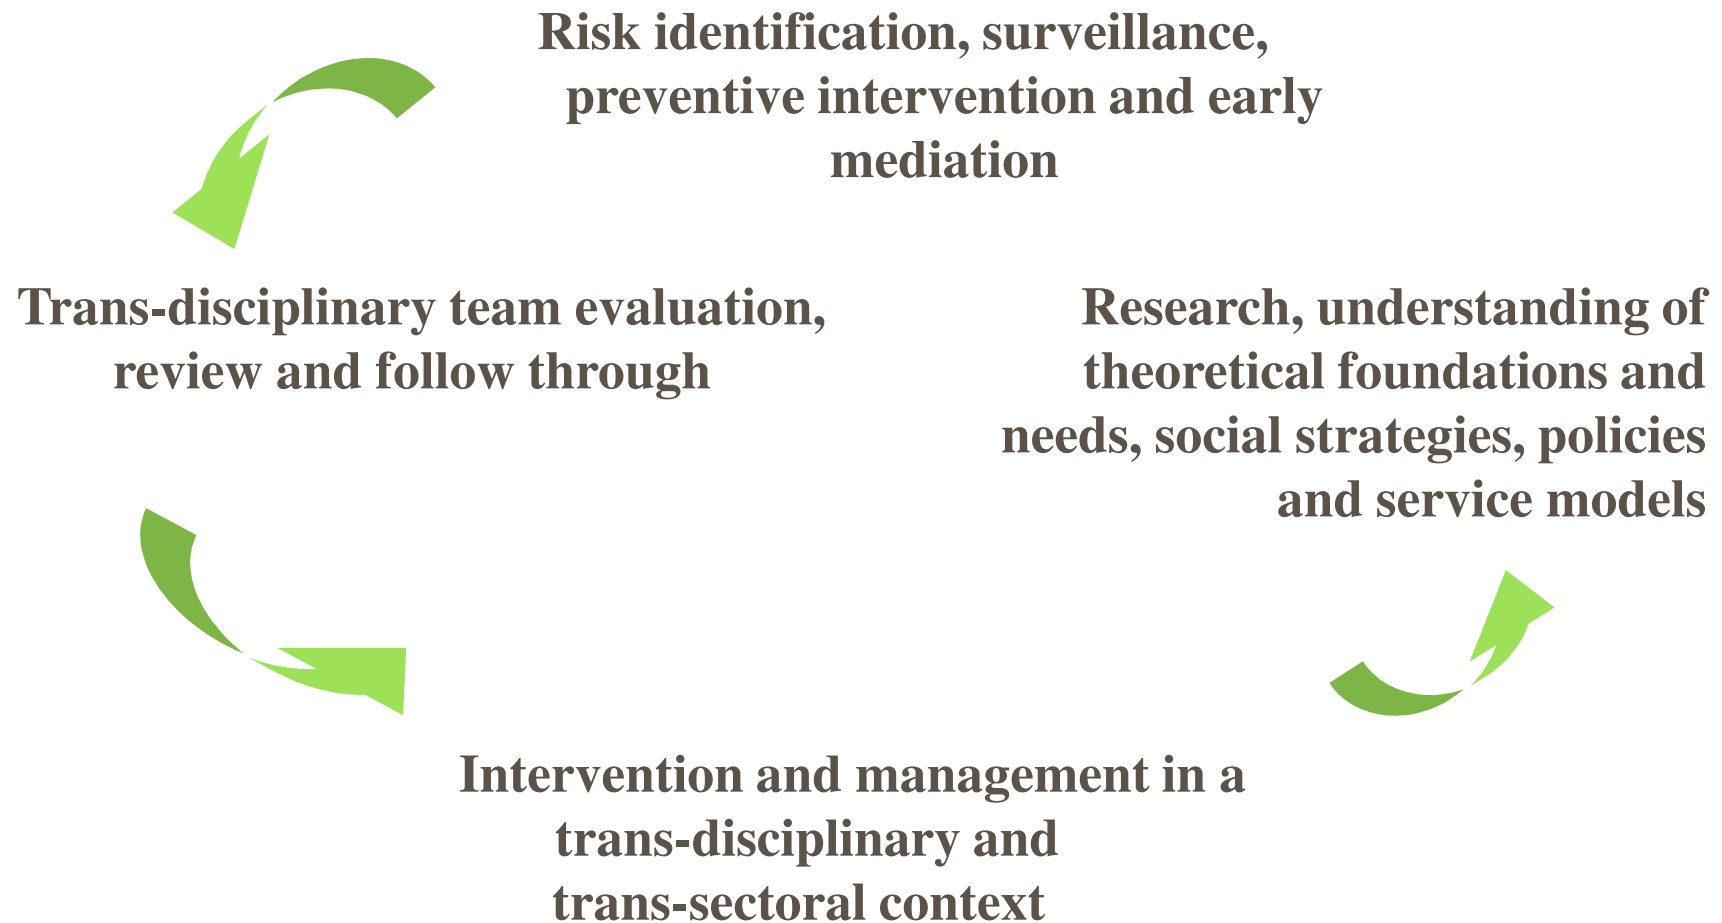 Risk identification, surveillance,
preventive intervention and early
mediation
Trans-disciplinary team evaluation,
review and follow through
Research, understanding of
theoretical foundations and
needs, social strategies, policies
and service models
Intervention and management in a
trans-disciplinary and
trans-sectoral context